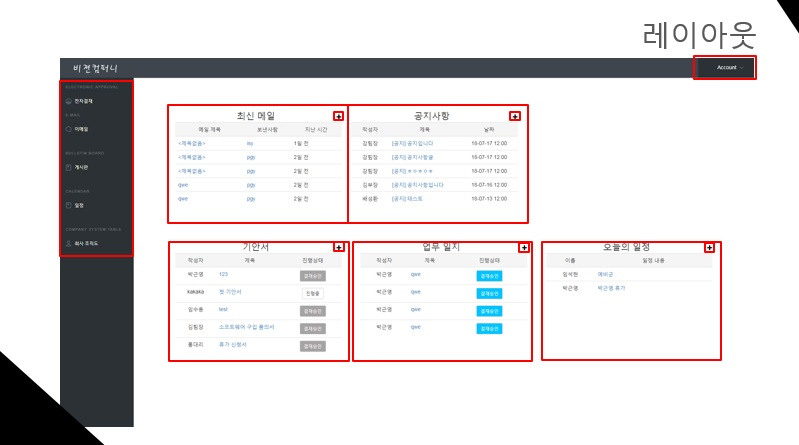 레이아웃
비전컴터니
Account
ELECTRONIC APPROVAL
전자결재
E-MAIL
이메일
BULLETIN BOARD
게시판
CALENDAR
일정
COMPANY SYSTEM TABLE
회사 조직도
최신 메일
메일 제목 보낸사람 지난 시간
<제목없음> 1일 전
<제목없음> pgy 2일 전
<제목없음> pgy 2일 전
qwe pgy 2일 전
qwe pgy 2일 전
공지사항
작성자 제목 날짜
김팀장 [공지] 공지입니다 18-07-17 12:00
김팀장 [공지] 공지사항글 18-07-17 12:00
김팀장 [공지] ㅎㅇㅎㅇㅎ 18-07-17 12:00
김부장 [공지] 공지사항입니다 18-07-16 12:00
배성환 [공지] 테스트 18-07-13 12:00
기안서
작성자 제목 진행상태
박근영 123 결재승인
kakaka 첫 기안서 진행중
임수용 test 결재승인
김팀장 소프트웨어 구입 품의서 결재승인
홍대리 휴가 신청서 결재승인
업무 일지
작성자 제목 진행상태
박근영 qwe 결재승인
박근영 qwe 결재승인
박근영 qwe 결재승인
박근영 qwe 결재승인
오늘의 일정
이름 일정 내용
임석현 예비군
박근영 박근영 휴가